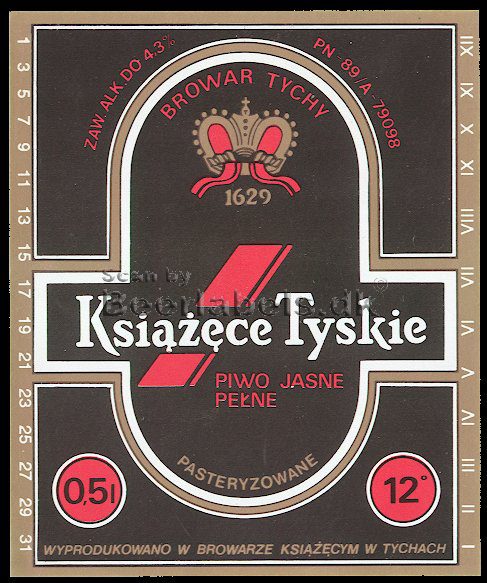 ZAW. ALK. DO 4,3%
PN 89/A-79098
BROWAR TYCHY
1629
Scan by
Beerlabels.dk
Książęce Tyskie
PIWO JASNE
PEŁNE
PASTERYZOWANE
0,5l
12°
WYPRODUKOWANO W BROWARZE KSIĄŻĘCYM W TYCHACH
1
3
5
7
9
11
13
15
17
19
21
23
25
27
29
31
XII
XI
X
IX
VIII
VII
VI
V
IV
III
II
I